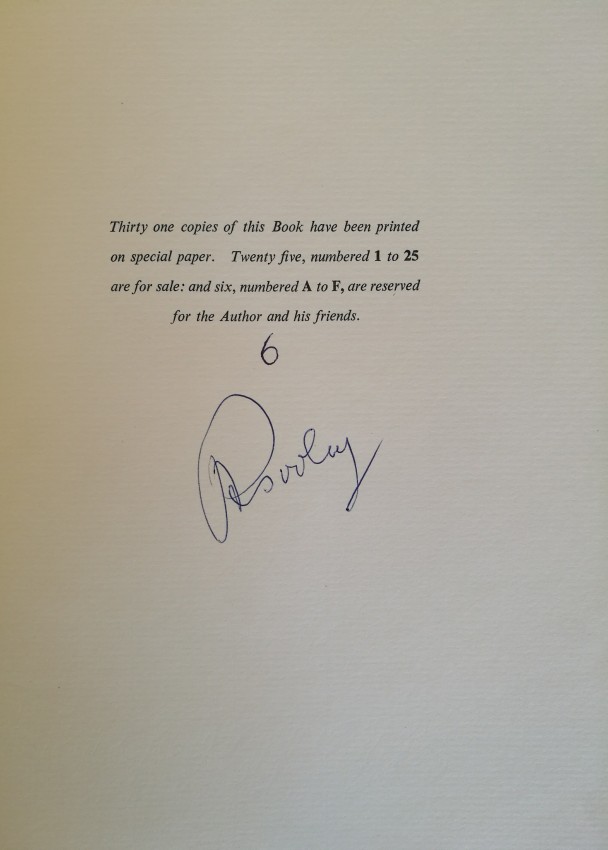 Thirty one copies of this Book have been printed
on special paper. Twenty five, numbered 1 to 25
are for sale: and six, numbered A to F, are reserved
for the Author and his friends.
6